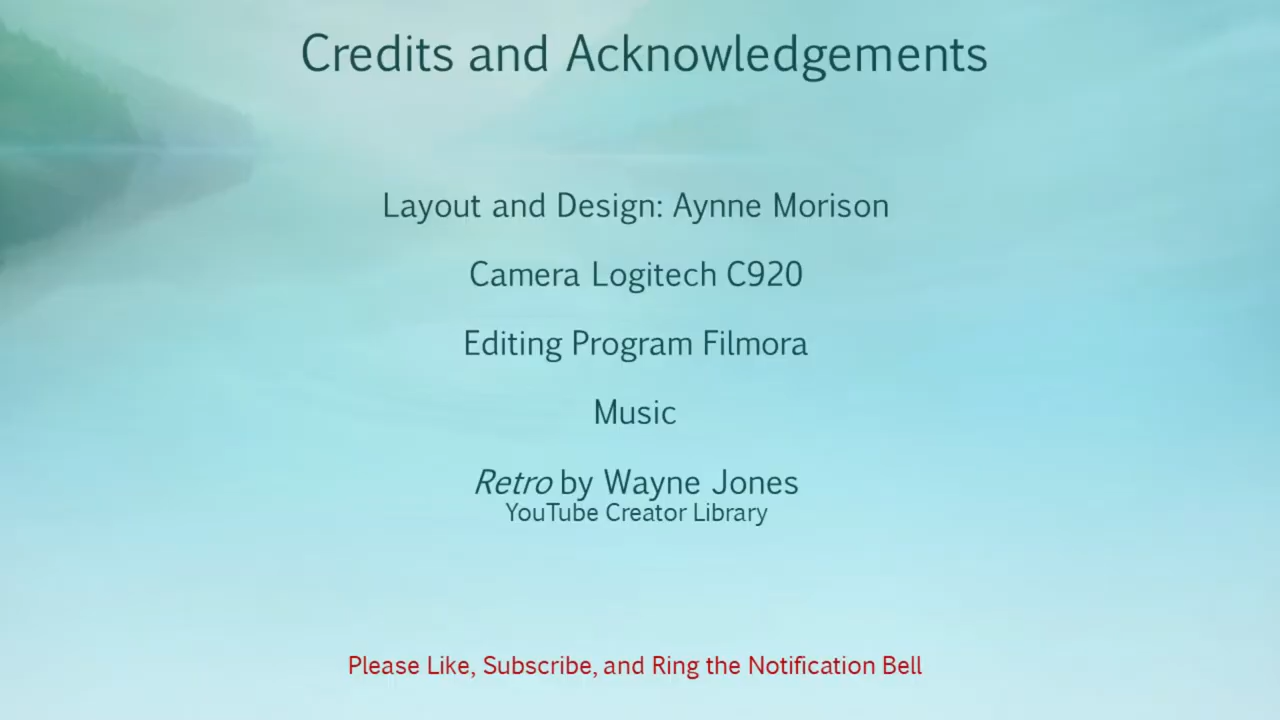 Credits and Acknowledgements
Layout and Design: Aynne Morison
Camera Logitech C920
Editing Program Filmora
Music
Retro by Wayne Jones
YouTube Creator Library
Please Like, Subscribe, and Ring the Notification Bell